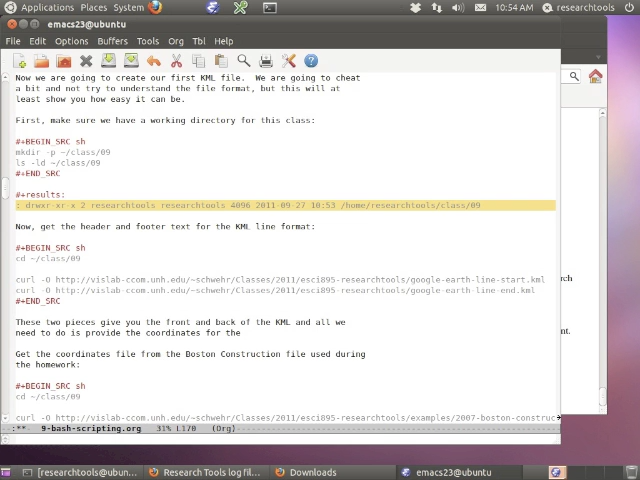 Applications Places System
10:54 AM researchtools
emacs23@ubuntu
File Edit Options Buffers Tools Org Tbl Help
Now we are going to create our first KML file.  We are going to cheat
a bit and not try to understand the file format, but this will at
least show you how easy it can be.
First, make sure we have a working directory for this class:
#+BEGIN_SRC sh
mkdir -p ~/class/09
ls -ld ~/class/09
#+END_SRC
#+results:
: drwxr-xr-x 2 researchtools researchtools 4096 2011-09-27 10:53 /home/researchtools/class/09
Now, get the header and footer text for the KML line format:
#+BEGIN_SRC sh
cd ~/class/09
curl -O http://vislab-ccom.unh.edu/~schwehr/Classes/2011/esci895-researchtools/google-earth-line-start.kml
curl -O http://vislab-ccom.unh.edu/~schwehr/Classes/2011/esci895-researchtools/google-earth-line-end.kml
#+END_SRC
These two pieces give you the front and back of the KML and all we
need to do is provide the coordinates for the
Get the coordinates file from the Boston Construction file used during
the homework:
#+BEGIN_SRC sh
cd ~/class/09
curl -O http://vislab-ccom.unh.edu/~schwehr/Classes/2011/esci895-researchtools/examples/2007-boston-construc
-:**-  9-bash-scripting.org   31% L170   (Org)
rch
nt.
[researchtools@ubun... Research Tools log fil... Downloads emacs23@ubuntu